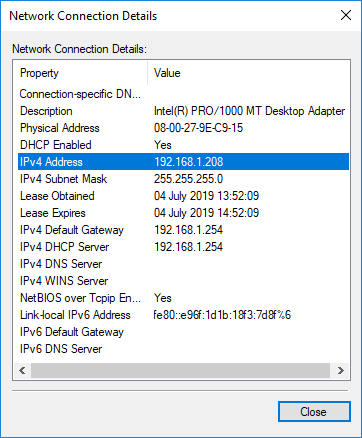 Network Connection Details
Network Connection Details:
Property Value
Connection-specific DN...
Description Intel(R) PRO/1000 MT Desktop Adapter
Physical Address 08-00-27-9E-C9-15
DHCP Enabled Yes
IPv4 Address 192.168.1.208
IPv4 Subnet Mask 255.255.255.0
Lease Obtained 04 July 2019 13:52:09
Lease Expires 04 July 2019 14:52:09
IPv4 Default Gateway 192.168.1.254
IPv4 DHCP Server 192.168.1.254
IPv4 DNS Server
IPv4 WINS Server
NetBIOS over Tcpip En... Yes
Link-local IPv6 Address fe80::e96f:1d1b:18f3:7d8f%6
IPv6 Default Gateway
IPv6 DNS Server
Close